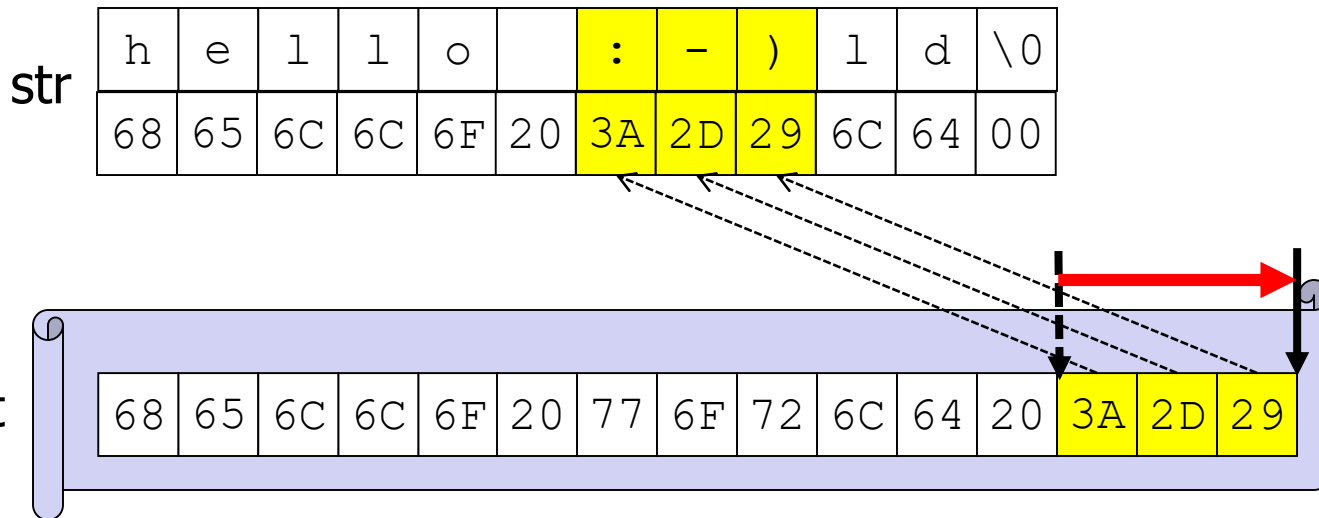 h e l l o : - ) l d \0
str
68 65 6C 6C 6F 20 3A 2D 29 6C 64 00
68 65 6C 6C 6F 20 77 6F 72 6C 64 20 3A 2D 29